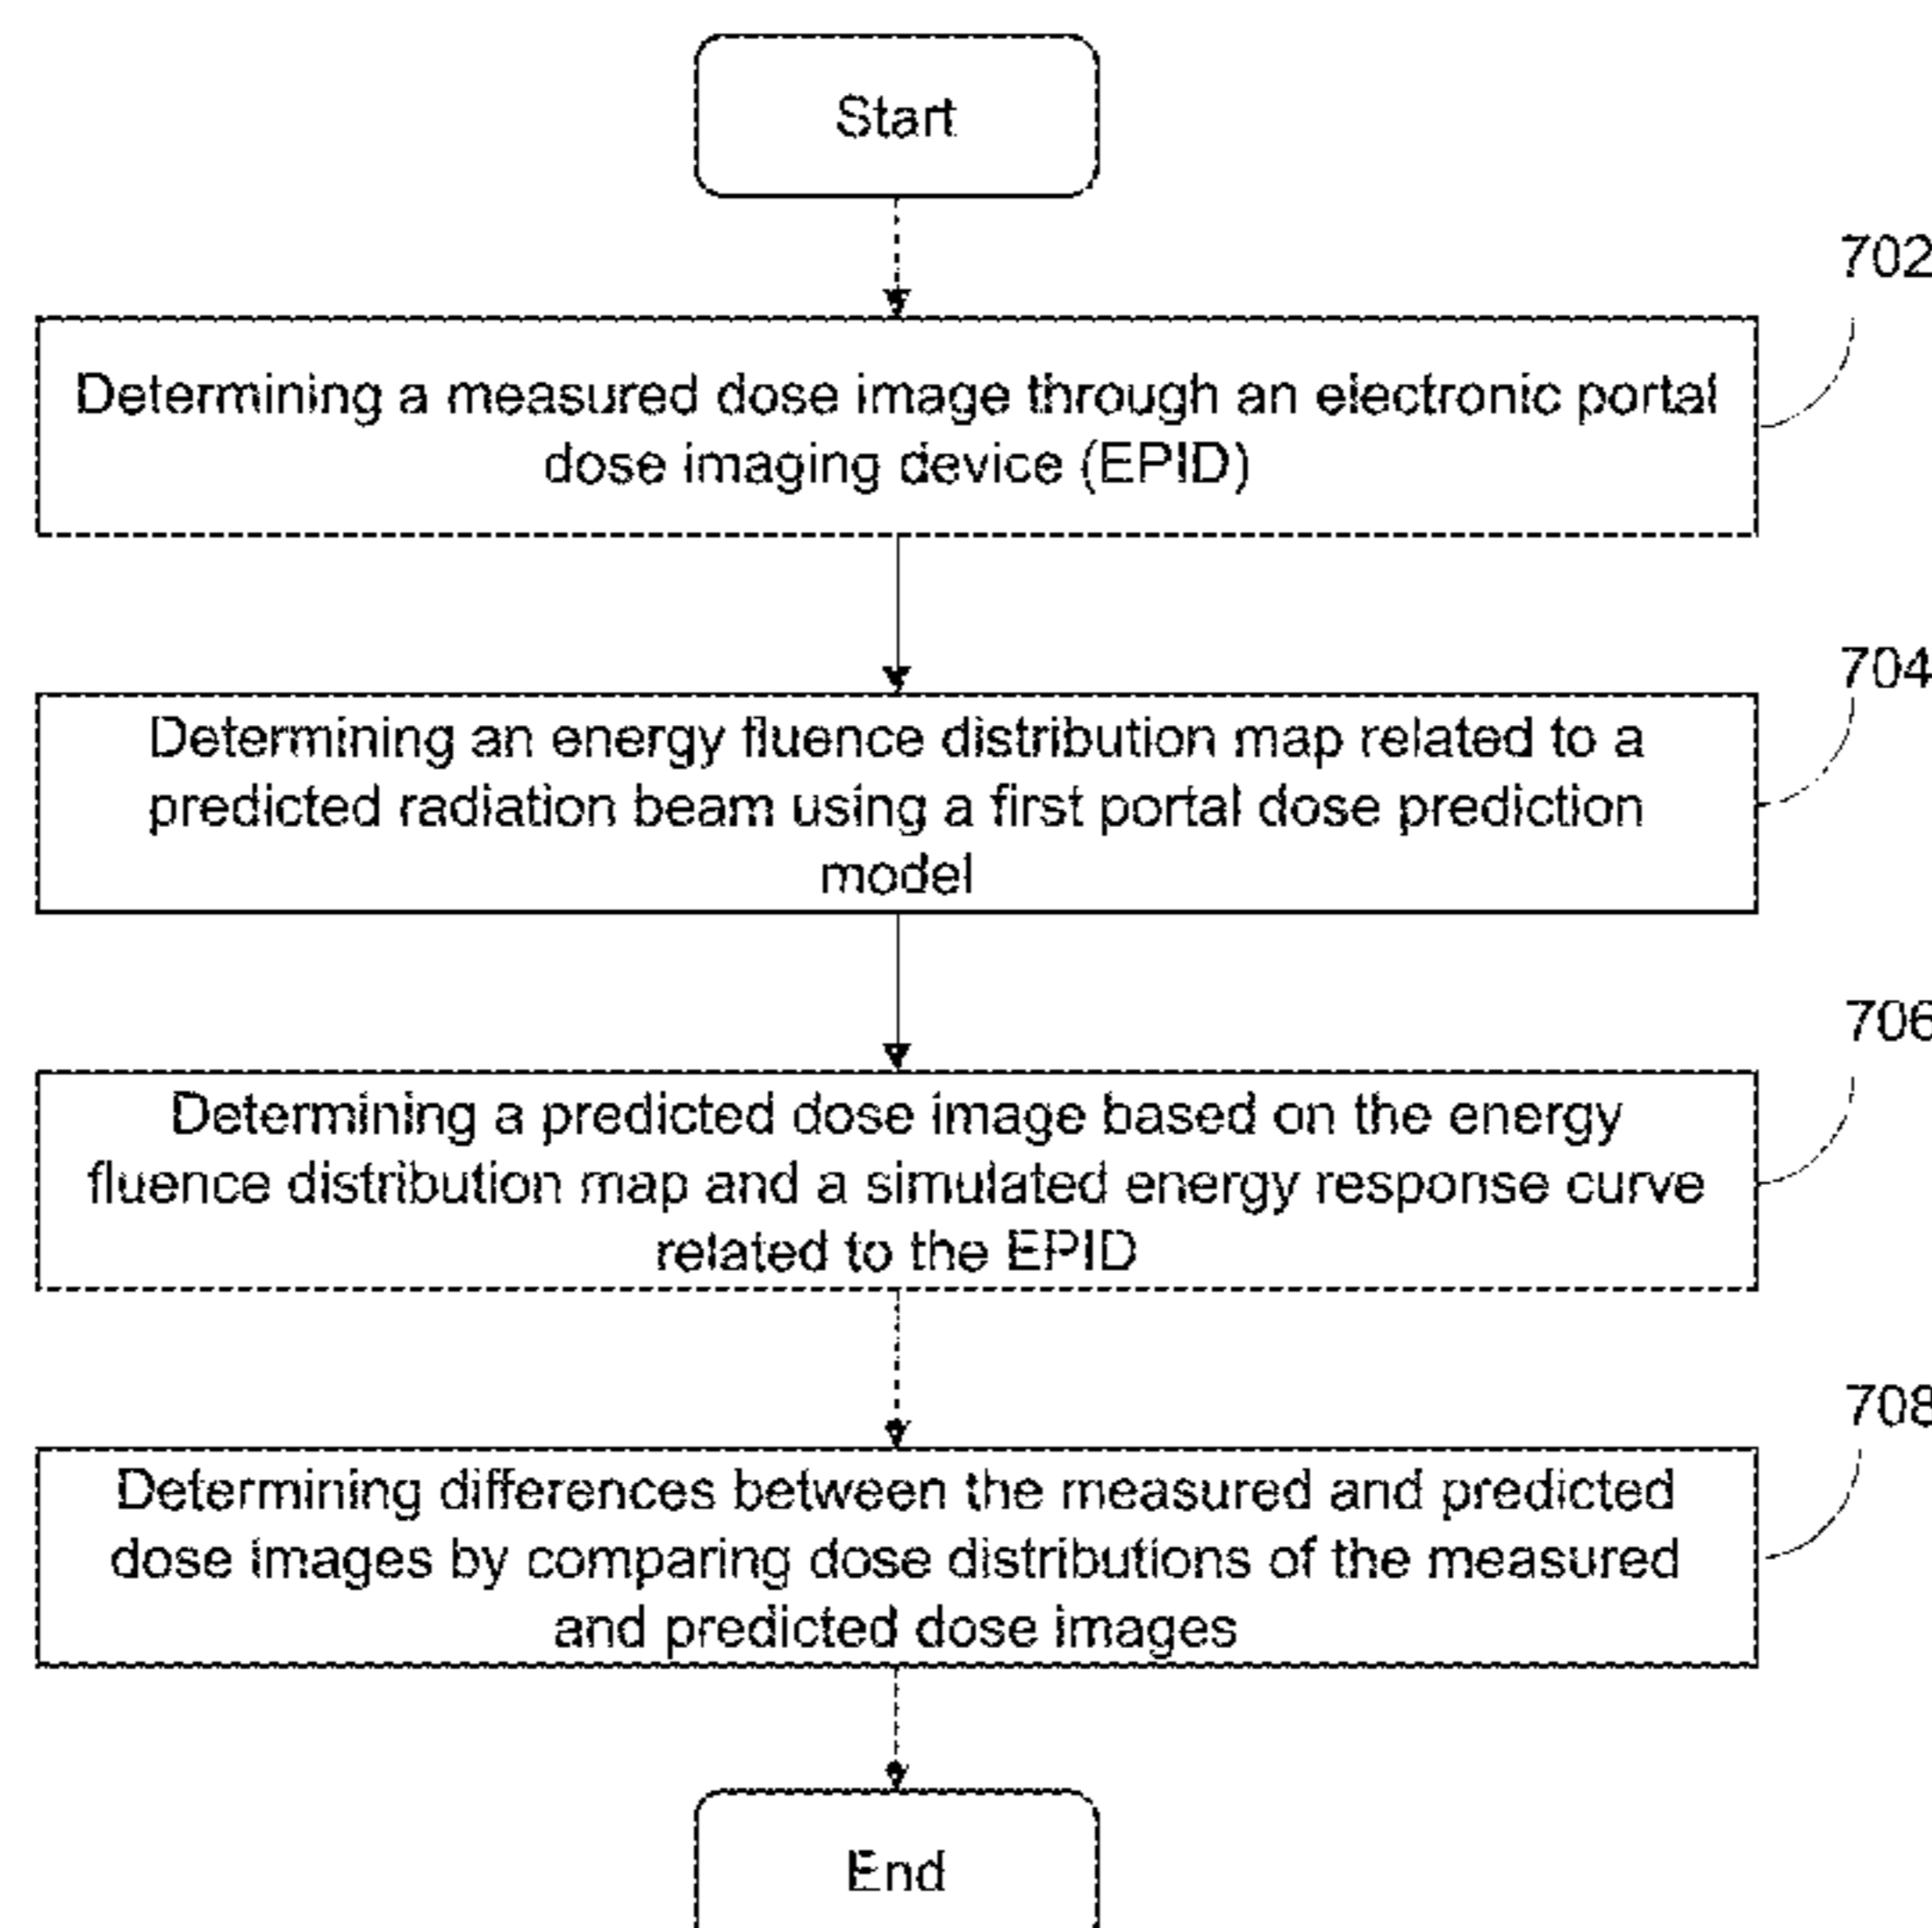 Start
702
Determining a measured dose image through an electronic portal
dose imaging device (EPID)
704
Determining an energy fluence distribution map related to a
predicted radiation beam using a first portal dose prediction
model
706
Determining a predicted dose image based on the energy
fluence distribution map and a simulated energy response curve
related to the EPID
708
Determining differences between the measured and predicted
dose images by comparing dose distributions of the measured
and predicted dose images
End